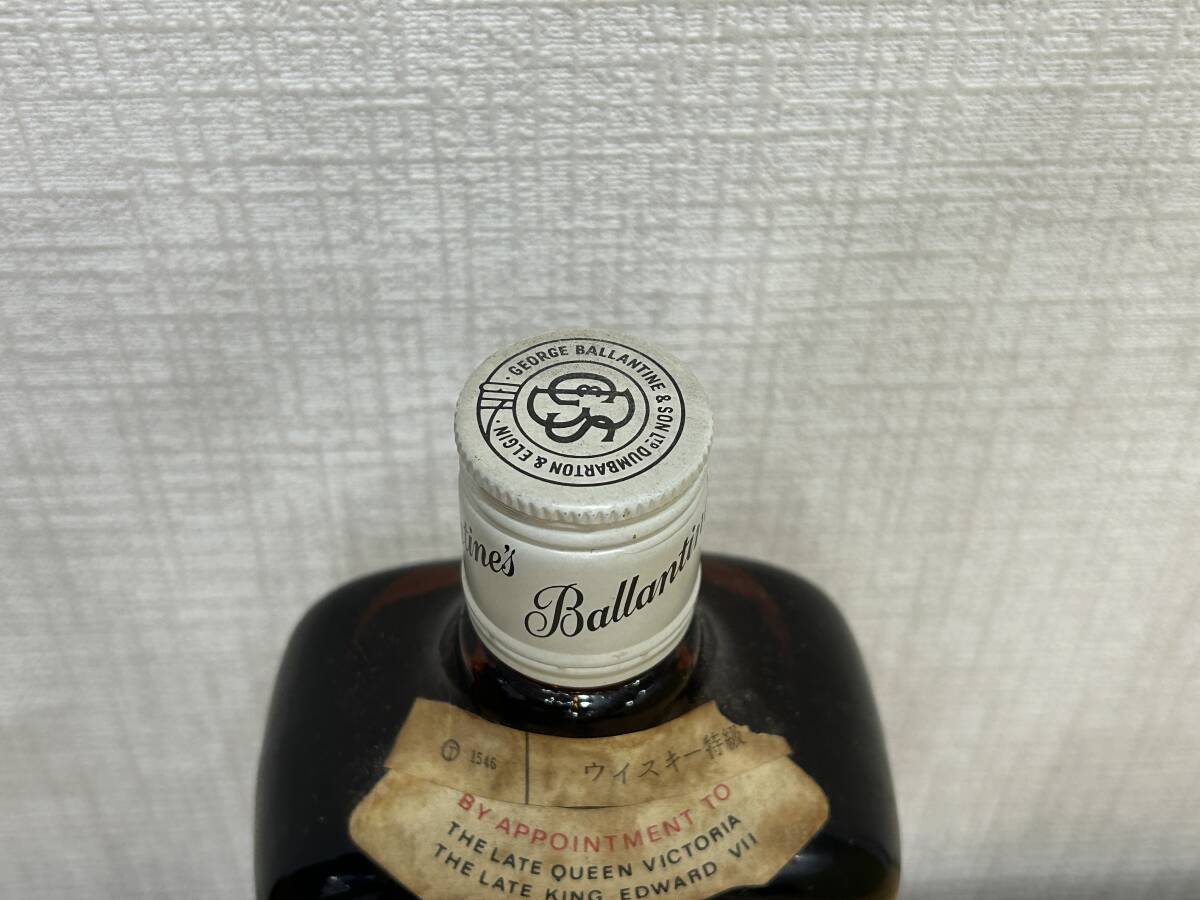 · GEORGE BALLANTINE & SON LTD DUMBARTON & ELGIN ·
GB&S
tine's
Ballantin
Ⓣ 1546
ウイスキー特級
BY APPOINTMENT TO
THE LATE QUEEN VICTORIA
THE LATE KING EDWARD VII